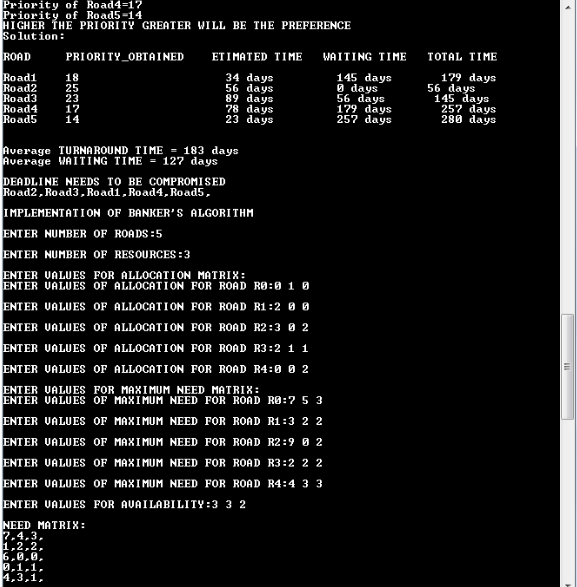 Priority of Road4=17
Priority of Road5=14
HIGHER THE PRIORITY GREATER WILL BE THE PREFERENCE
Solution:
ROAD PRIORITY_OBTAINED ETIMATED TIME WAITING TIME TOTAL TIME
Road1 18 34 days 145 days 179 days
Road2 25 56 days 0 days 56 days
Road3 23 89 days 56 days 145 days
Road4 17 78 days 179 days 257 days
Road5 14 23 days 257 days 280 days
Average TURNAROUND TIME = 183 days
Average WAITING TIME = 127 days
DEADLINE NEEDS TO BE COMPROMISED
Road2,Road3,Road1,Road4,Road5,
IMPLEMENTATION OF BANKER'S ALGORITHM
ENTER NUMBER OF ROADS:5
ENTER NUMBER OF RESOURCES:3
ENTER VALUES FOR ALLOCATION MATRIX:
ENTER VALUES OF ALLOCATION FOR ROAD R0:0 1 0
ENTER VALUES OF ALLOCATION FOR ROAD R1:2 0 0
ENTER VALUES OF ALLOCATION FOR ROAD R2:3 0 2
ENTER VALUES OF ALLOCATION FOR ROAD R3:2 1 1
ENTER VALUES OF ALLOCATION FOR ROAD R4:0 0 2
ENTER VALUES FOR MAXIMUM NEED MATRIX:
ENTER VALUES OF MAXIMUM NEED FOR ROAD R0:7 5 3
ENTER VALUES OF MAXIMUM NEED FOR ROAD R1:3 2 2
ENTER VALUES OF MAXIMUM NEED FOR ROAD R2:9 0 2
ENTER VALUES OF MAXIMUM NEED FOR ROAD R3:2 2 2
ENTER VALUES OF MAXIMUM NEED FOR ROAD R4:4 3 3
ENTER VALUES FOR AVAILABILITY:3 3 2
NEED MATRIX:
7,4,3,
1,2,2,
6,0,0,
0,1,1,
4,3,1,